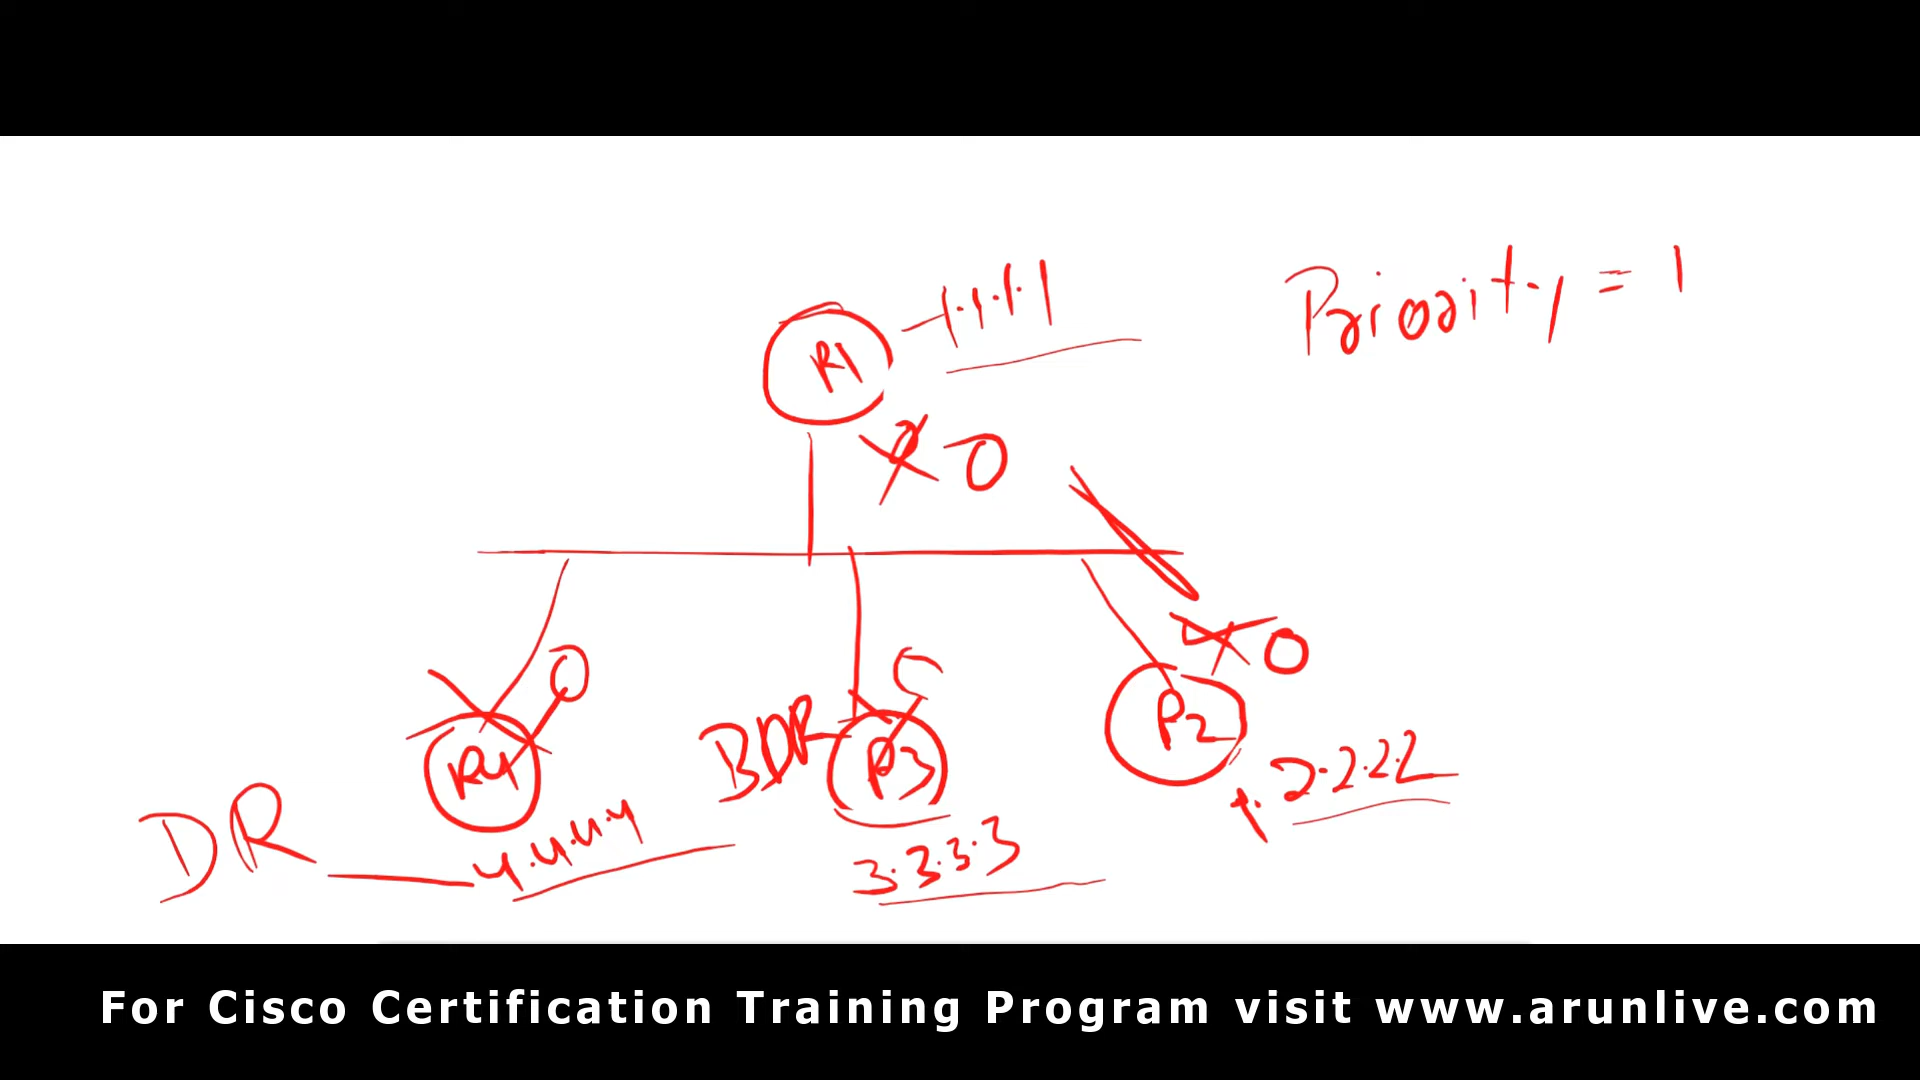 Priority = 1
1.1.1.1
R1
0
0
0
BDR
R4
R3
R2
2.2.2.2
DR
4.4.4.4
3.3.3.3
For Cisco Certification Training Program visit www.arunlive.com